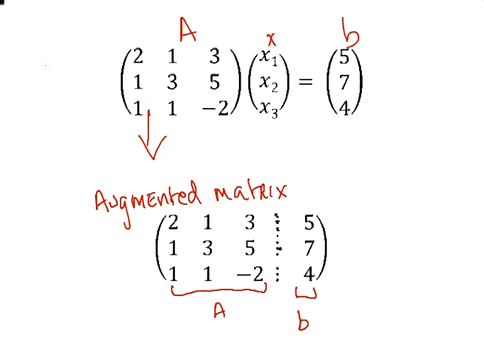 A x b
2 1 3 x₁ 5
1 3 5 x₂ = 7
1 1 −2 x₃ 4
Augmented matrix
2 1 3 ⋮ 5
1 3 5 ⋮ 7
1 1 −2 ⋮ 4
A b